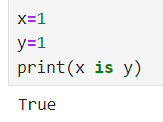 x=1
y=1
print(x is y)
True